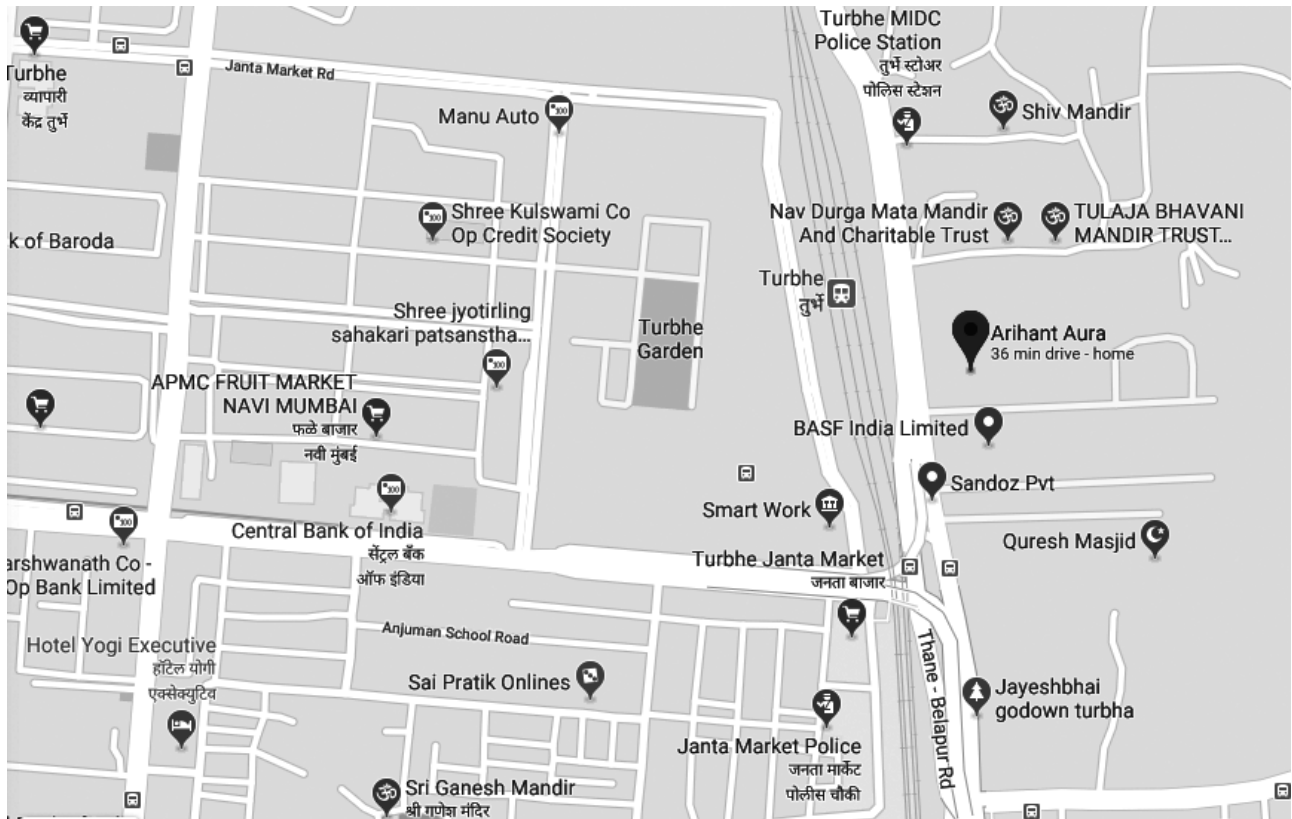 Turbhe MIDC
Police Station
तुर्भे स्टोअर
पोलिस स्टेशन
Turbhe
व्यापारी
केंद्र तुर्भे
Janta Market Rd
Manu Auto
Shiv Mandir
Shree Kulswami Co
Op Credit Society
Nav Durga Mata Mandir
And Charitable Trust
TULAJA BHAVANI
MANDIR TRUST...
k of Baroda
Turbhe
तुर्भे
Shree jyotirling
sahakari patsanstha...
Turbhe
Garden
Arihant Aura
36 min drive - home
APMC FRUIT MARKET
NAVI MUMBAI
फळे बाजार
नवी मुंबई
BASF India Limited
Sandoz Pvt
Smart Work
Central Bank of India
सेंट्रल बँक
ऑफ इंडिया
Quresh Masjid
Turbhe Janta Market
जनता बाजार
arshwanath Co -
Op Bank Limited
Anjuman School Road
Hotel Yogi Executive
हॉटेल योगी
एक्सेक्युटिव
Thane - Belapur Rd
Sai Pratik Onlines
Jayeshbhai
godown turbha
Janta Market Police
जनता मार्केट
पोलीस चौकी
Sri Ganesh Mandir
श्री गणेश मंदिर